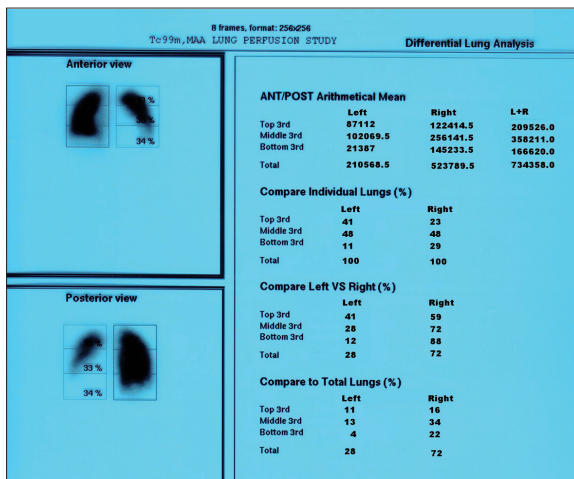 8 frames, format: 256x256
Tc99m,MAA LUNG PERFUSION STUDY
Differential Lung Analysis
Anterior view
%
%
34 %
Posterior view
%
33 %
34 %
ANT/POST Arithmetical Mean
Left Right L+R
Top 3rd 87112 122414.5 209526.0
Middle 3rd 102069.5 256141.5 358211.0
Bottom 3rd 21387 145233.5 166620.0
Total 210568.5 523789.5 734358.0
Compare Individual Lungs (%)
Left Right
Top 3rd 41 23
Middle 3rd 48 48
Bottom 3rd 11 29
Total 100 100
Compare Left VS Right (%)
Left Right
Top 3rd 41 59
Middle 3rd 28 72
Bottom 3rd 12 88
Total 28 72
Compare to Total Lungs (%)
Left Right
Top 3rd 11 16
Middle 3rd 13 34
Bottom 3rd 4 22
Total 28 72